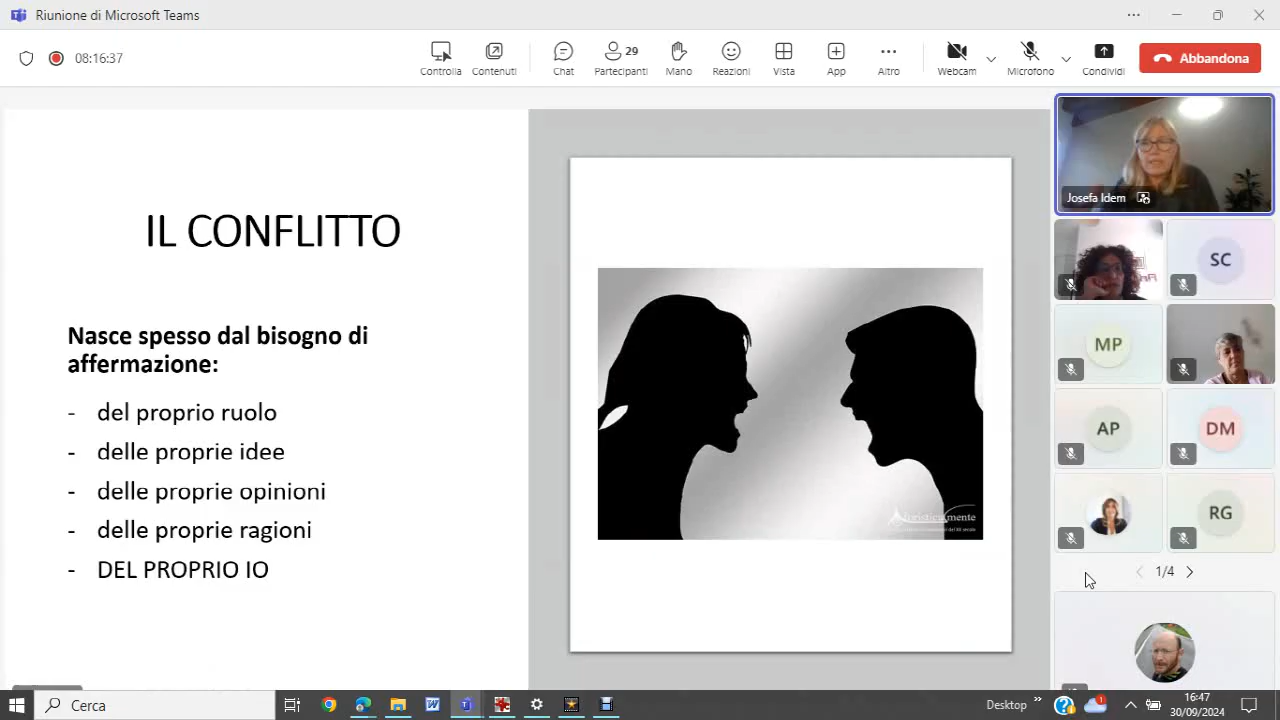 Riunione di Microsoft Teams
08:16:37
Controlla
Contenuti
Chat
29
Partecipanti
Mano
Reazioni
Vista
App
Altro
Webcam
Microfono
Condividi
Abbandona
IL CONFLITTO
Nasce spesso dal bisogno di
affermazione:
- del proprio ruolo
- delle proprie idee
- delle proprie opinioni
- delle proprie ragioni
- DEL PROPRIO IO
Josefa Idem
SC
MP
AP
DM
RG
1/4
Cerca
Desktop
16:47
30/09/2024